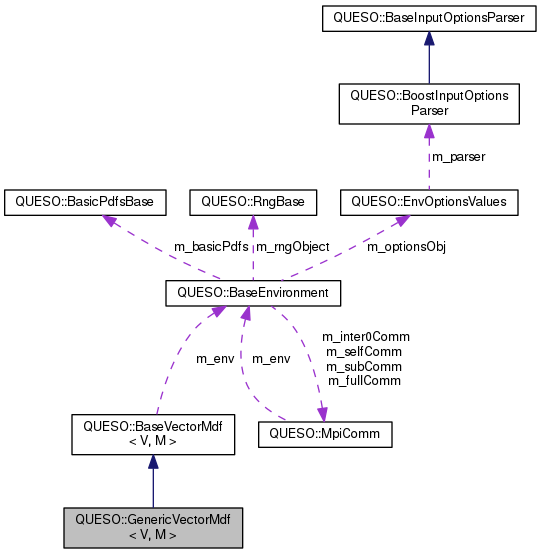 QUESO::BaseInputOptionsParser
QUESO::BoostInputOptions
Parser
m_parser
QUESO::BasicPdfsBase
QUESO::RngBase
QUESO::EnvOptionsValues
m_basicPdfs
m_rngObject
m_optionsObj
QUESO::BaseEnvironment
m_env
m_env
m_inter0Comm
m_selfComm
m_subComm
m_fullComm
QUESO::BaseVectorMdf
< V, M >
QUESO::MpiComm
QUESO::GenericVectorMdf
< V, M >